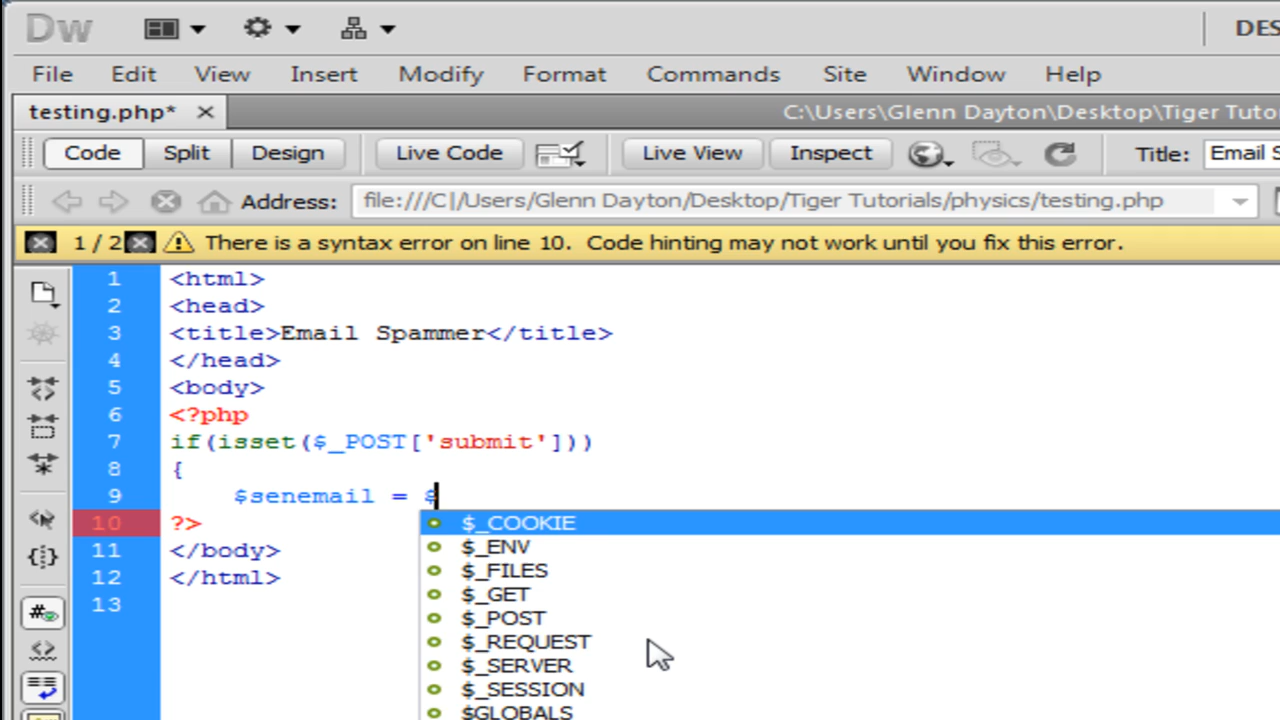 Dw
DES
File Edit View Insert Modify Format Commands Site Window Help
testing.php* C:\Users\Glenn Dayton\Desktop\Tiger Tuto
Code Split Design Live Code Live View Inspect Title: Email S
Address: file:///C|/Users/Glenn Dayton/Desktop/Tiger Tutorials/physics/testing.php
1 / 2 There is a syntax error on line 10. Code hinting may not work until you fix this error.
1 <html>
2 <head>
3 <title>Email Spammer</title>
4 </head>
5 <body>
6 <?php
7 if(isset($_POST['submit']))
8 {
9 $senemail = $
10 ?>
11 </body>
12 </html>
13
$_COOKIE
$_ENV
$_FILES
$_GET
$_POST
$_REQUEST
$_SERVER
$_SESSION
$GLOBALS